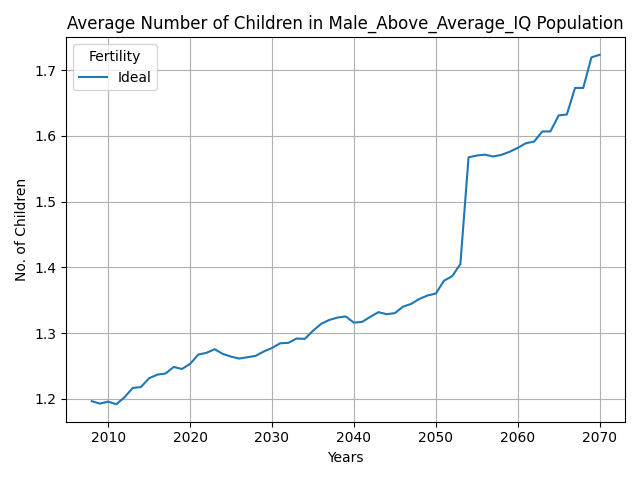 Average Number of Children in Male_Above_Average_IQ Population
Fertility
Ideal
No. of Children
1.7
1.6
1.5
1.4
1.3
1.2
2010 2020 2030 2040 2050 2060 2070
Years